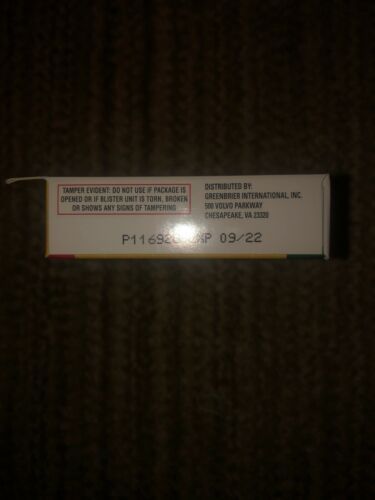 TAMPER EVIDENT: DO NOT USE IF PACKAGE IS
OPENED OR IF BLISTER UNIT IS TORN, BROKEN
OR SHOWS ANY SIGNS OF TAMPERING
DISTRIBUTED BY:
GREENBRIER INTERNATIONAL, INC.
500 VOLVO PARKWAY
CHESAPEAKE, VA 23320
09/22